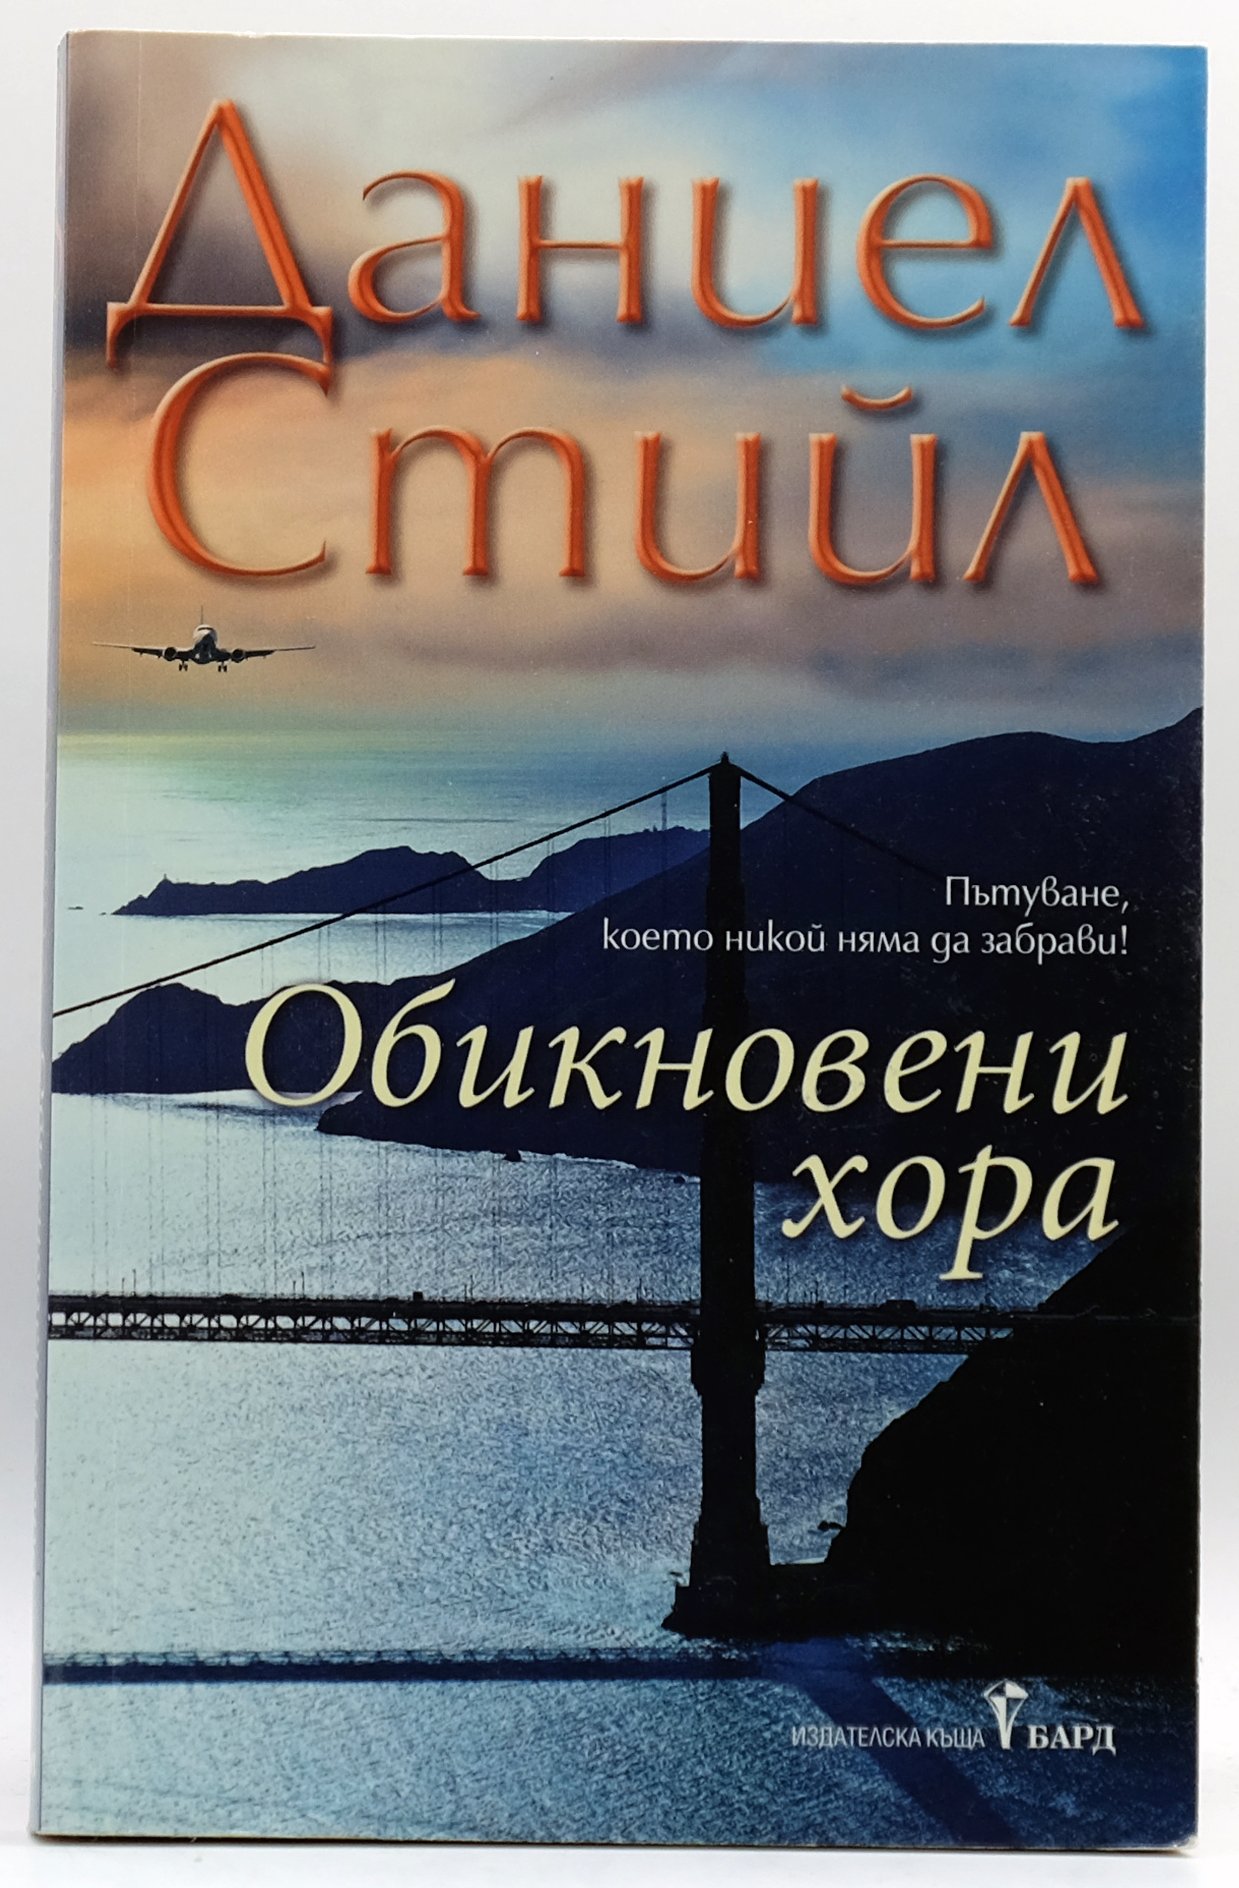 Даниел
Стийл
Пътуване,
което никой няма да забрави!
Обикновени
хора
ИЗДАТЕЛСКА КЪЩА БАРД